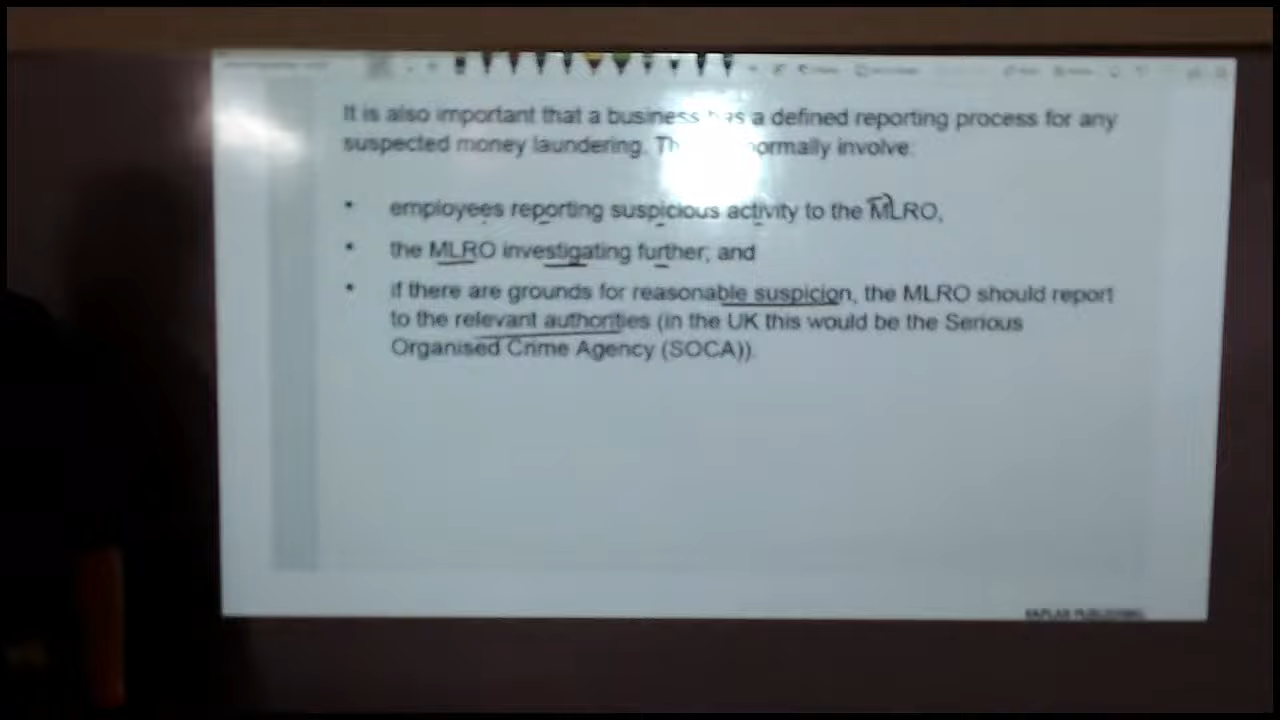 It is also important that a business has a defined reporting process for any
suspected money laundering. normally involve:
• employees reporting suspicious activity to the MLRO,
• the MLRO investigating further; and
• if there are grounds for reasonable suspicion, the MLRO should report
to the relevant authorities (in the UK this would be the Serious
Organised Crime Agency (SOCA)).
KAPLAN PUBLISHING